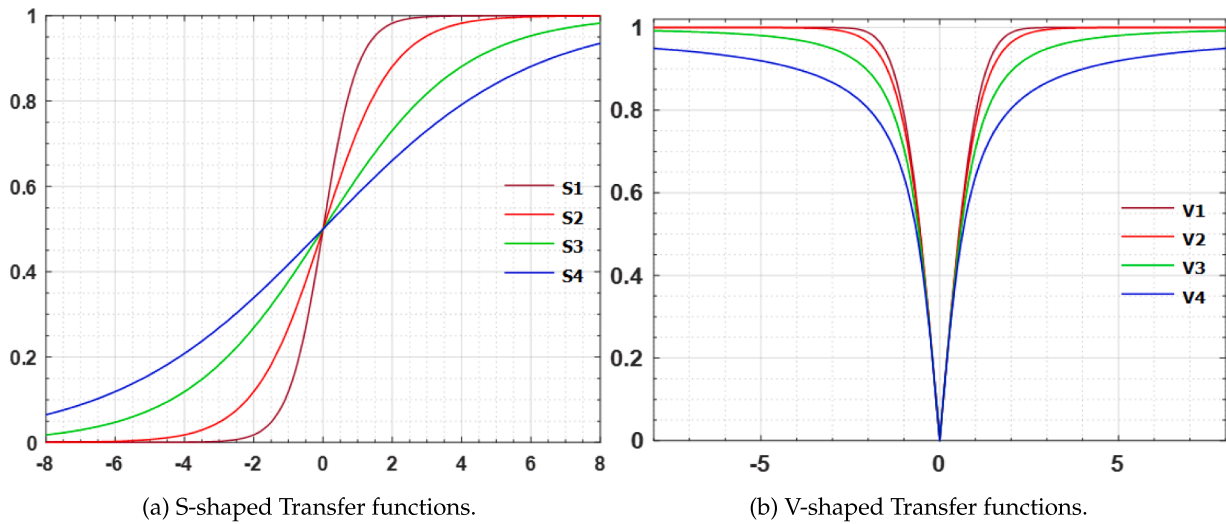 1
0.8
0.6
0.4
0.2
0
-8
-6
-4
-2
0
2
4
6
8
S1
S2
S3
S4
1
0.8
0.6
0.4
0.2
0
-5
0
5
V1
V2
V3
V4
(a) S-shaped Transfer functions.
(b) V-shaped Transfer functions.